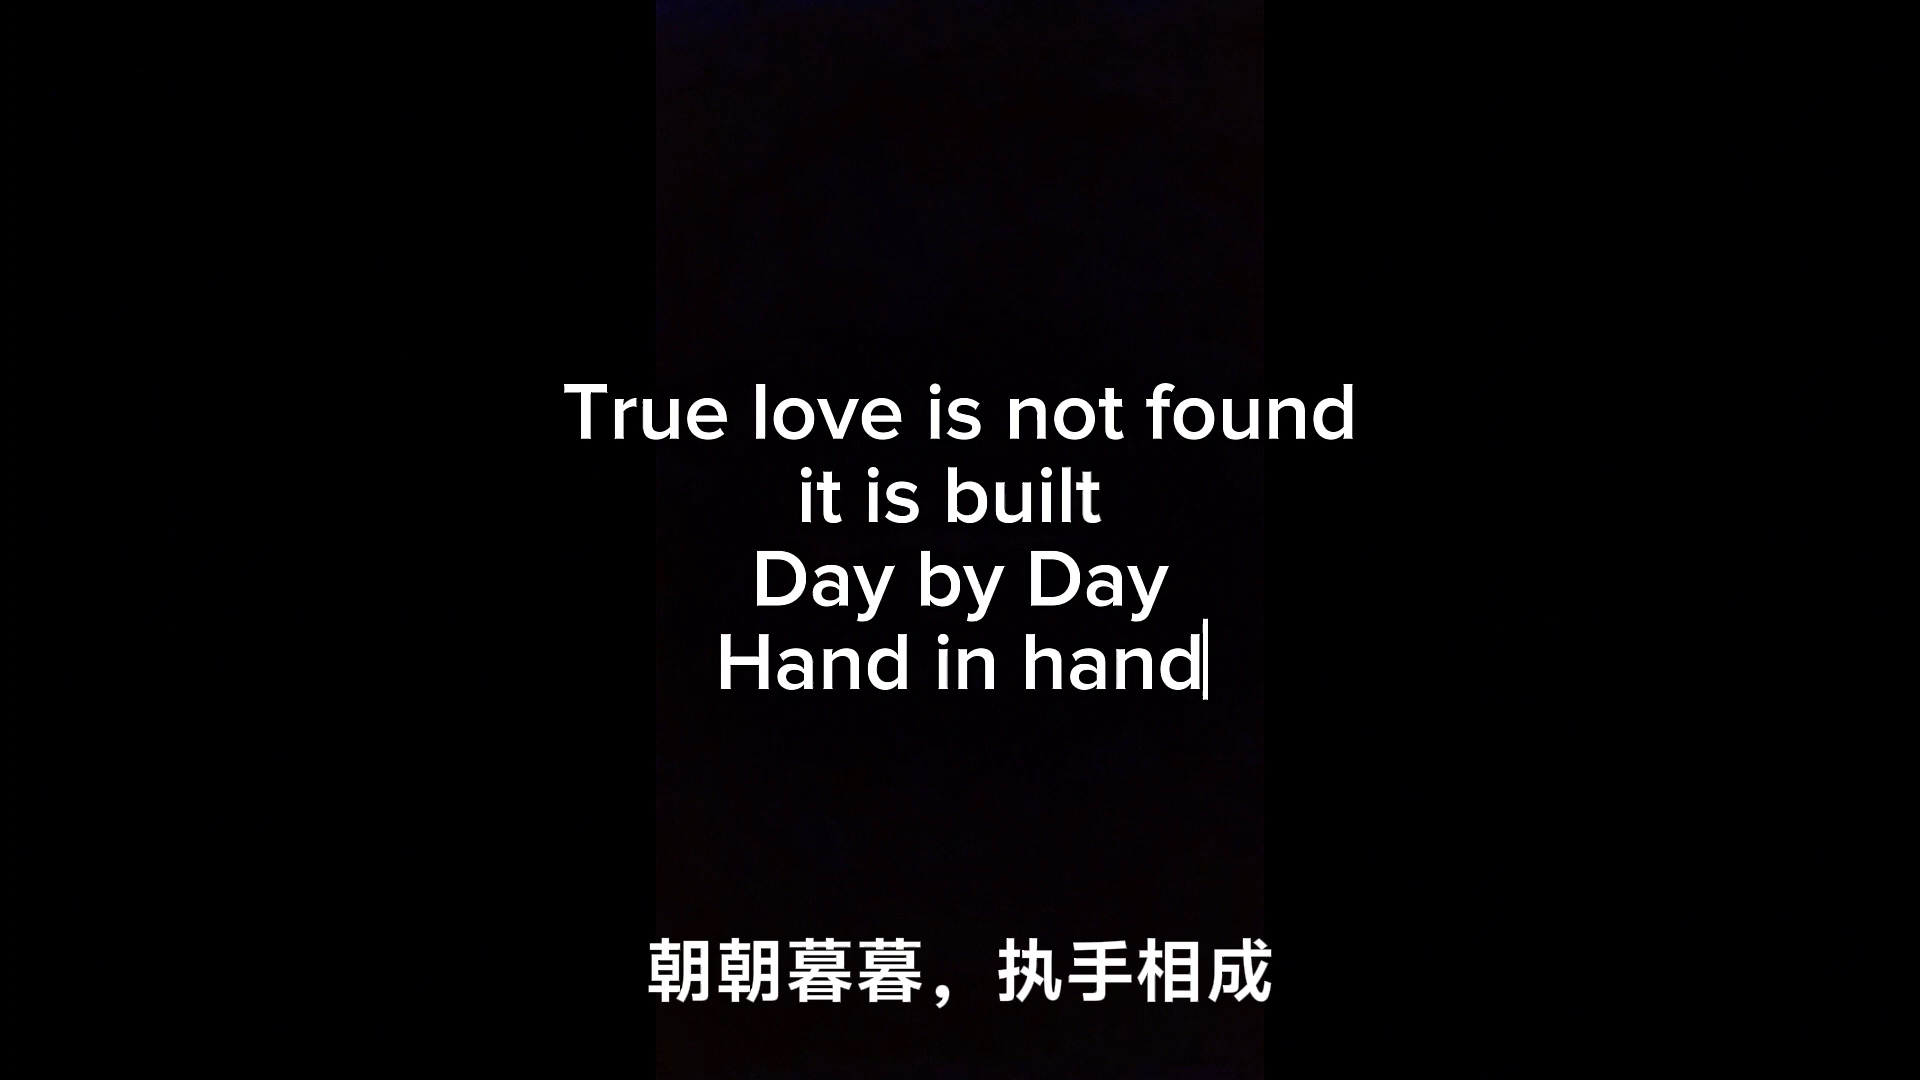 True love is not found
it is built
Day by Day
Hand in hand
朝朝暮暮，执手相成